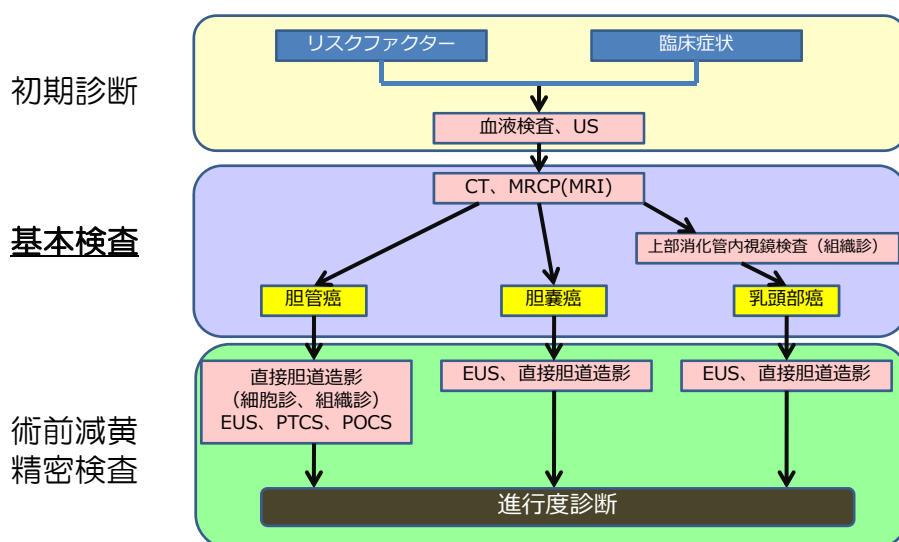 リスクファクター
臨床症状
初期診断
血液検査、US
CT、MRCP(MRI)
基本検査
上部消化管内視鏡検査（組織診）
胆管癌
胆嚢癌
乳頭部癌
直接胆道造影
（細胞診、組織診）
EUS、PTCS、POCS
EUS、直接胆道造影
EUS、直接胆道造影
術前減黄
精密検査
進行度診断